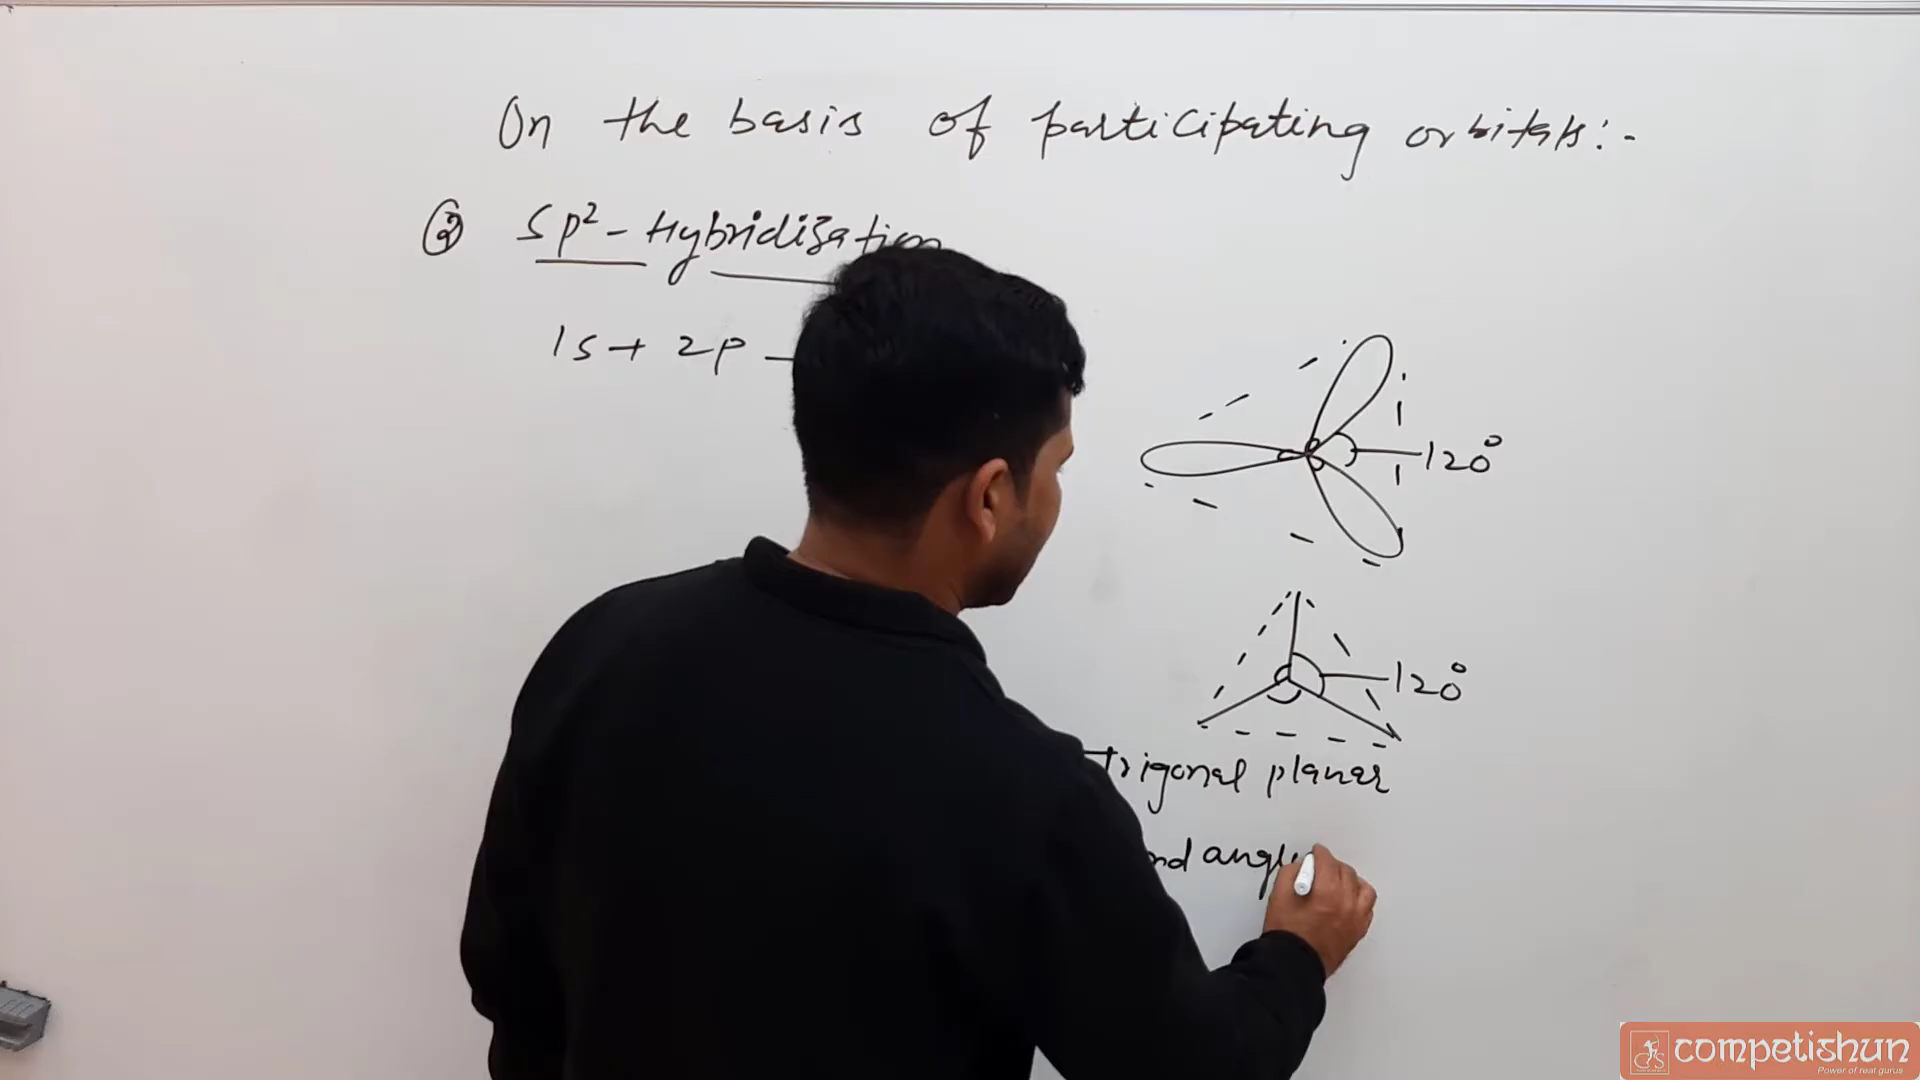 On the basis of participating orbitals:-
② Sp²-Hybridization
1s + 2p -
120°
120°
trigonal planar
nd angle
competishun
Power of real gurus